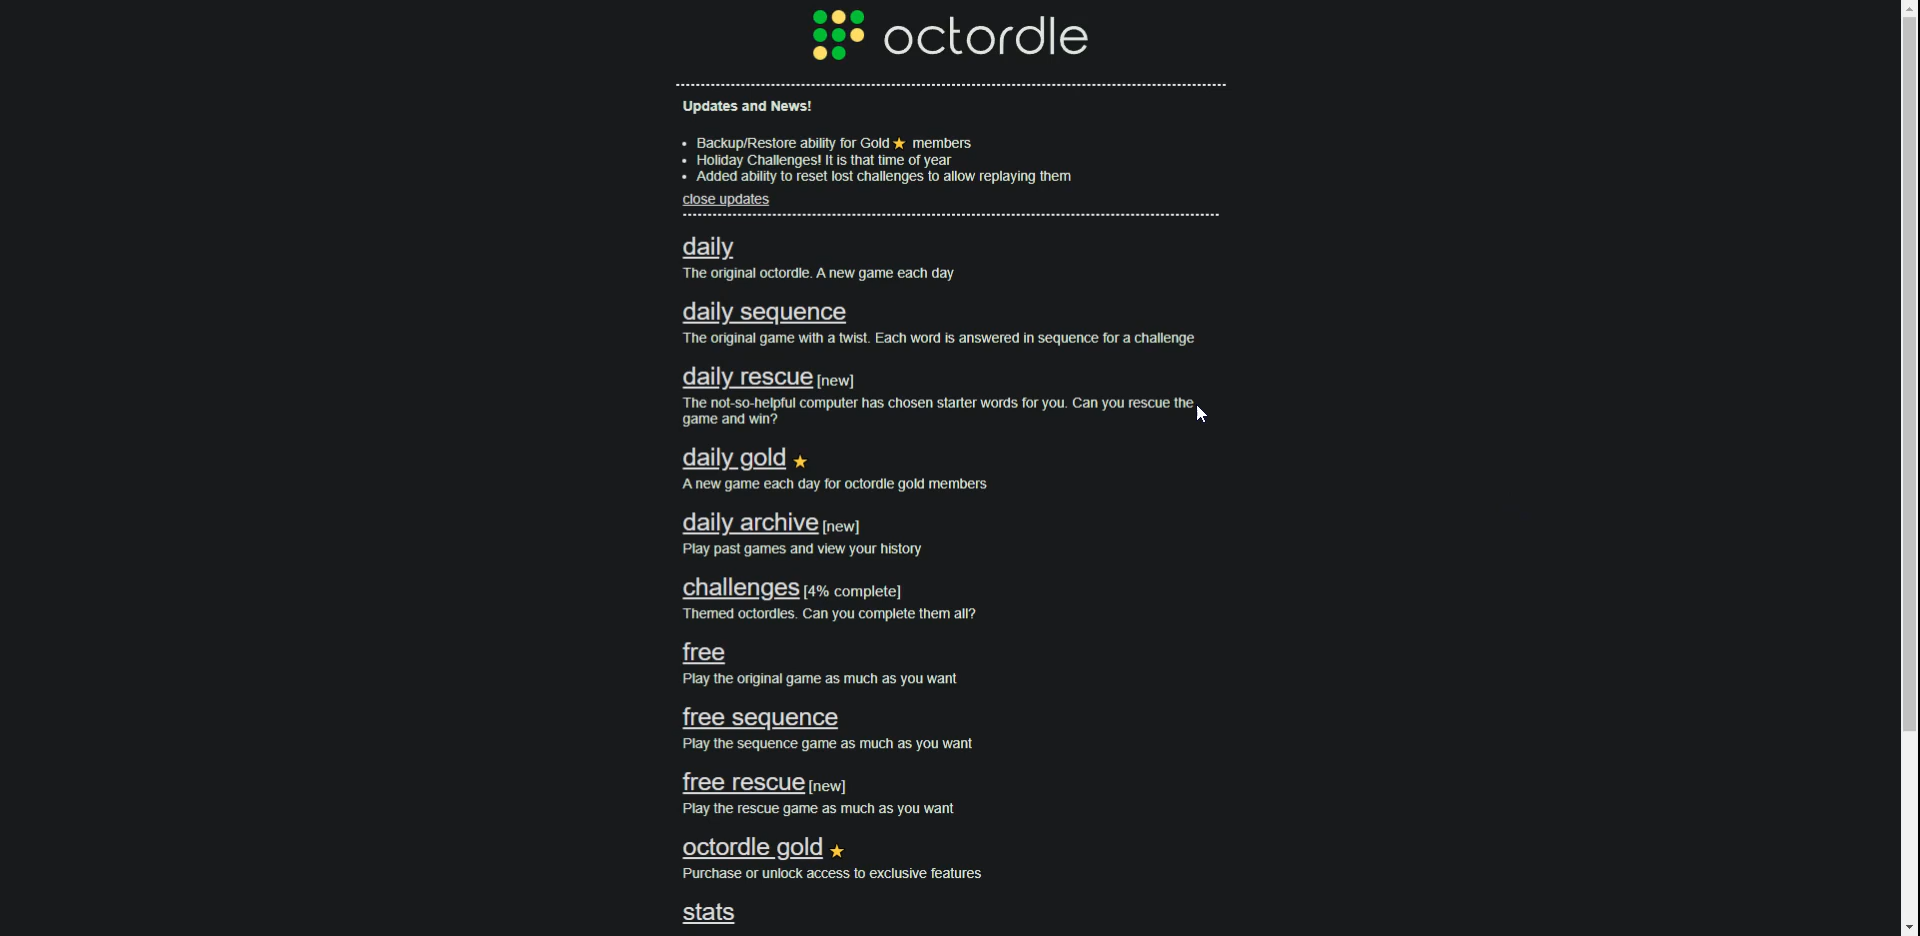 octordle
Updates and News!
• Backup/Restore ability for Gold⭐ members
• Holiday Challenges! It is that time of year
• Added ability to reset lost challenges to allow replaying them
close updates
daily
The original octordle. A new game each day
daily sequence
The original game with a twist. Each word is answered in sequence for a challenge
daily rescue [new]
The not-so-helpful computer has chosen starter words for you. Can you rescue the
game and win?
daily gold ⭐
A new game each day for octordle gold members
daily archive [new]
Play past games and view your history
challenges [4% complete]
Themed octordles. Can you complete them all?
free
Play the original game as much as you want
free sequence
Play the sequence game as much as you want
free rescue [new]
Play the rescue game as much as you want
octordle gold ⭐
Purchase or unlock access to exclusive features
stats